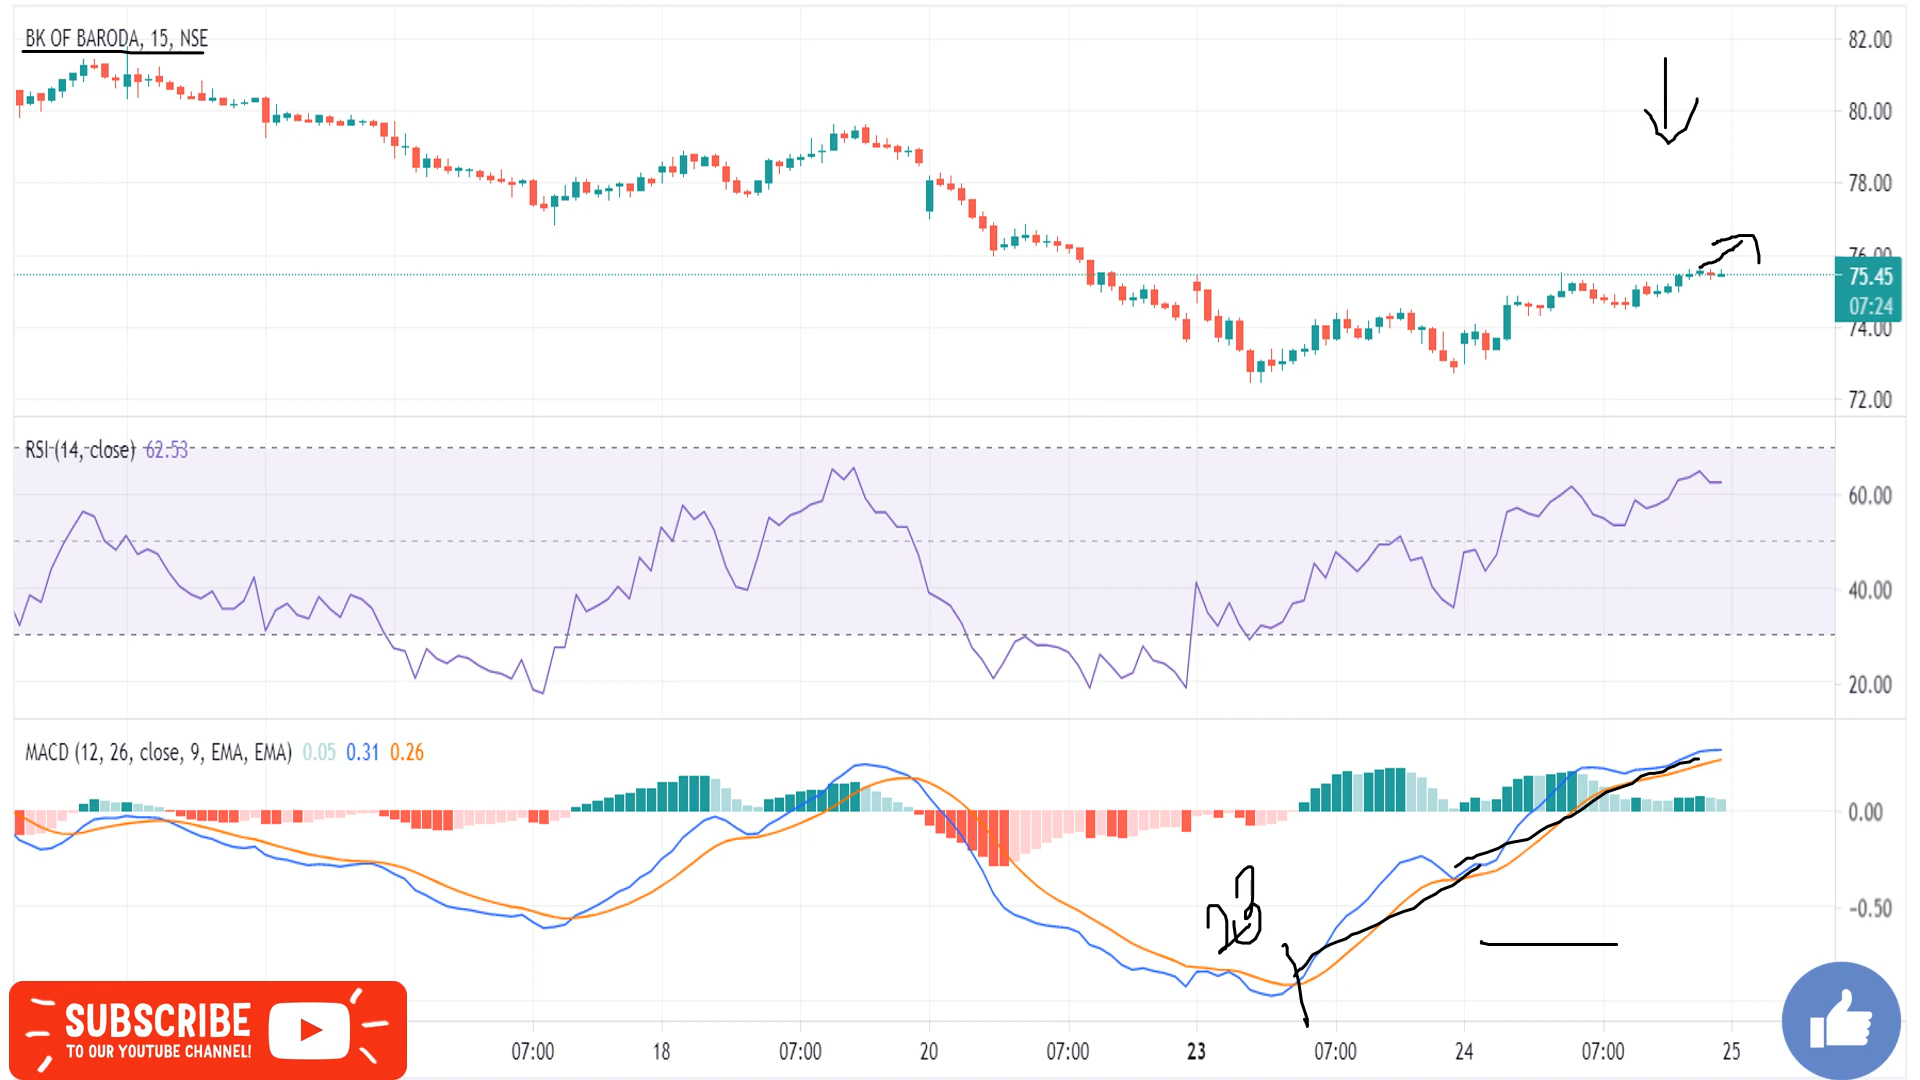 BK OF BARODA, 15, NSE
82.00
80.00
78.00
76.00
75.45
07:24
74.00
72.00
RSI (14, close) 62.53
60.00
40.00
20.00
MACD (12, 26, close, 9, EMA, EMA) 0.05 0.31 0.26
0.00
-0.50
SUBSCRIBE
TO OUR YOUTUBE CHANNEL!
07:00 18 07:00 20 07:00 23 07:00 24 07:00 25